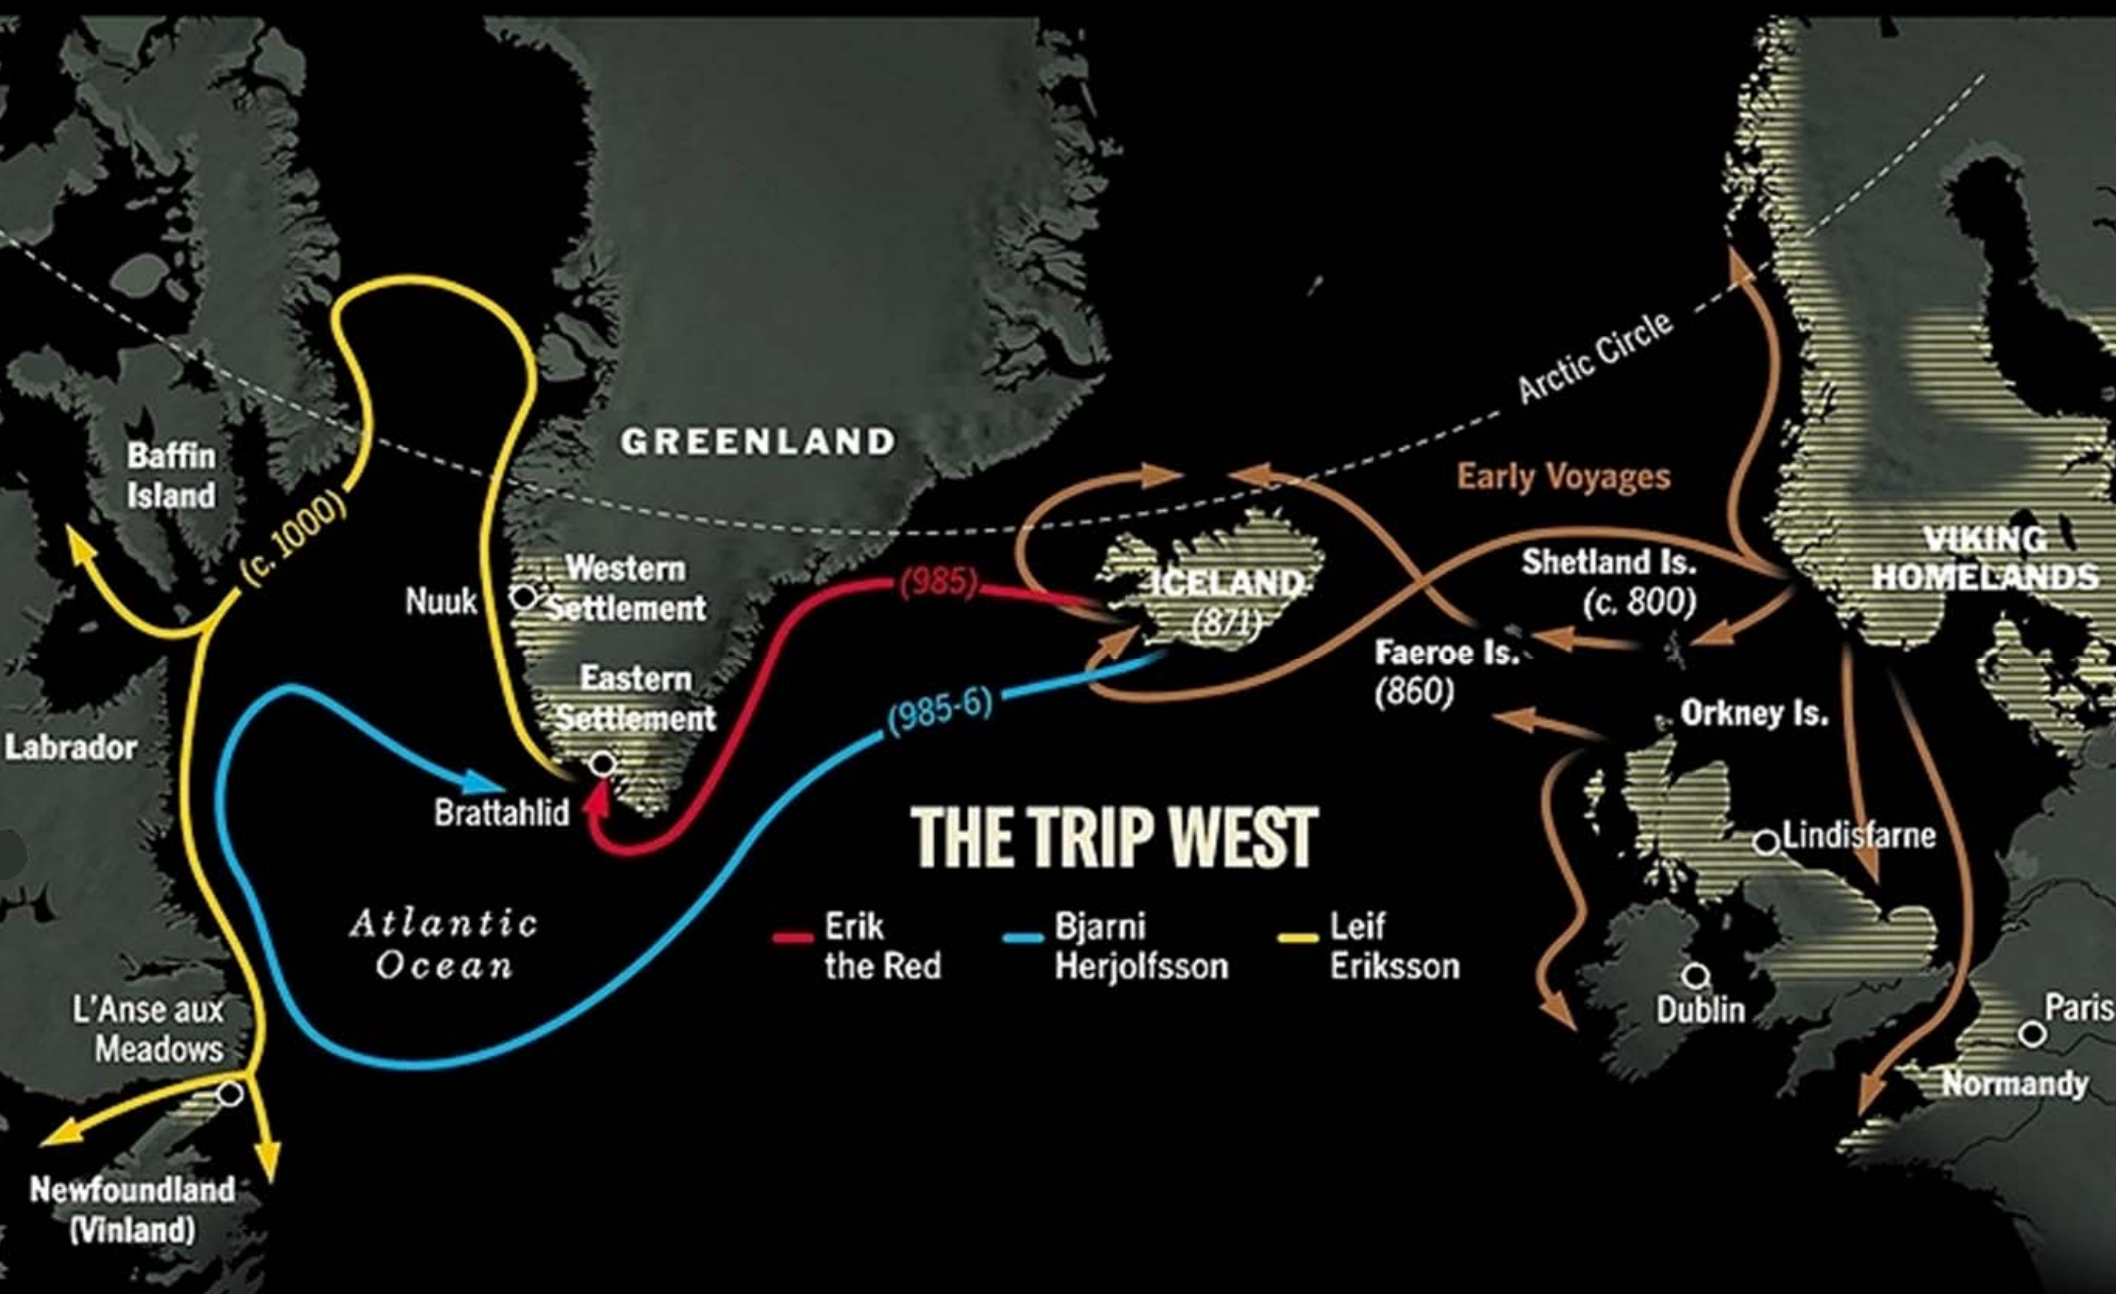 Arctic Circle
GREENLAND
Baffin
Island
(c. 1000)
Early Voyages
Western
Settlement
Nuuk
(985)
ICELAND
(871)
Shetland Is.
(c. 800)
VIKING
HOMELANDS
Faeroe Is.
(860)
Eastern
Settlement
(985-6)
Orkney Is.
Labrador
Brattahlid
Lindisfarne
THE TRIP WEST
Erik
the Red
Bjarni
Herjolfsson
Leif
Eriksson
Atlantic
Ocean
L'Anse aux
Meadows
Dublin
Paris
Normandy
Newfoundland
(Vinland)